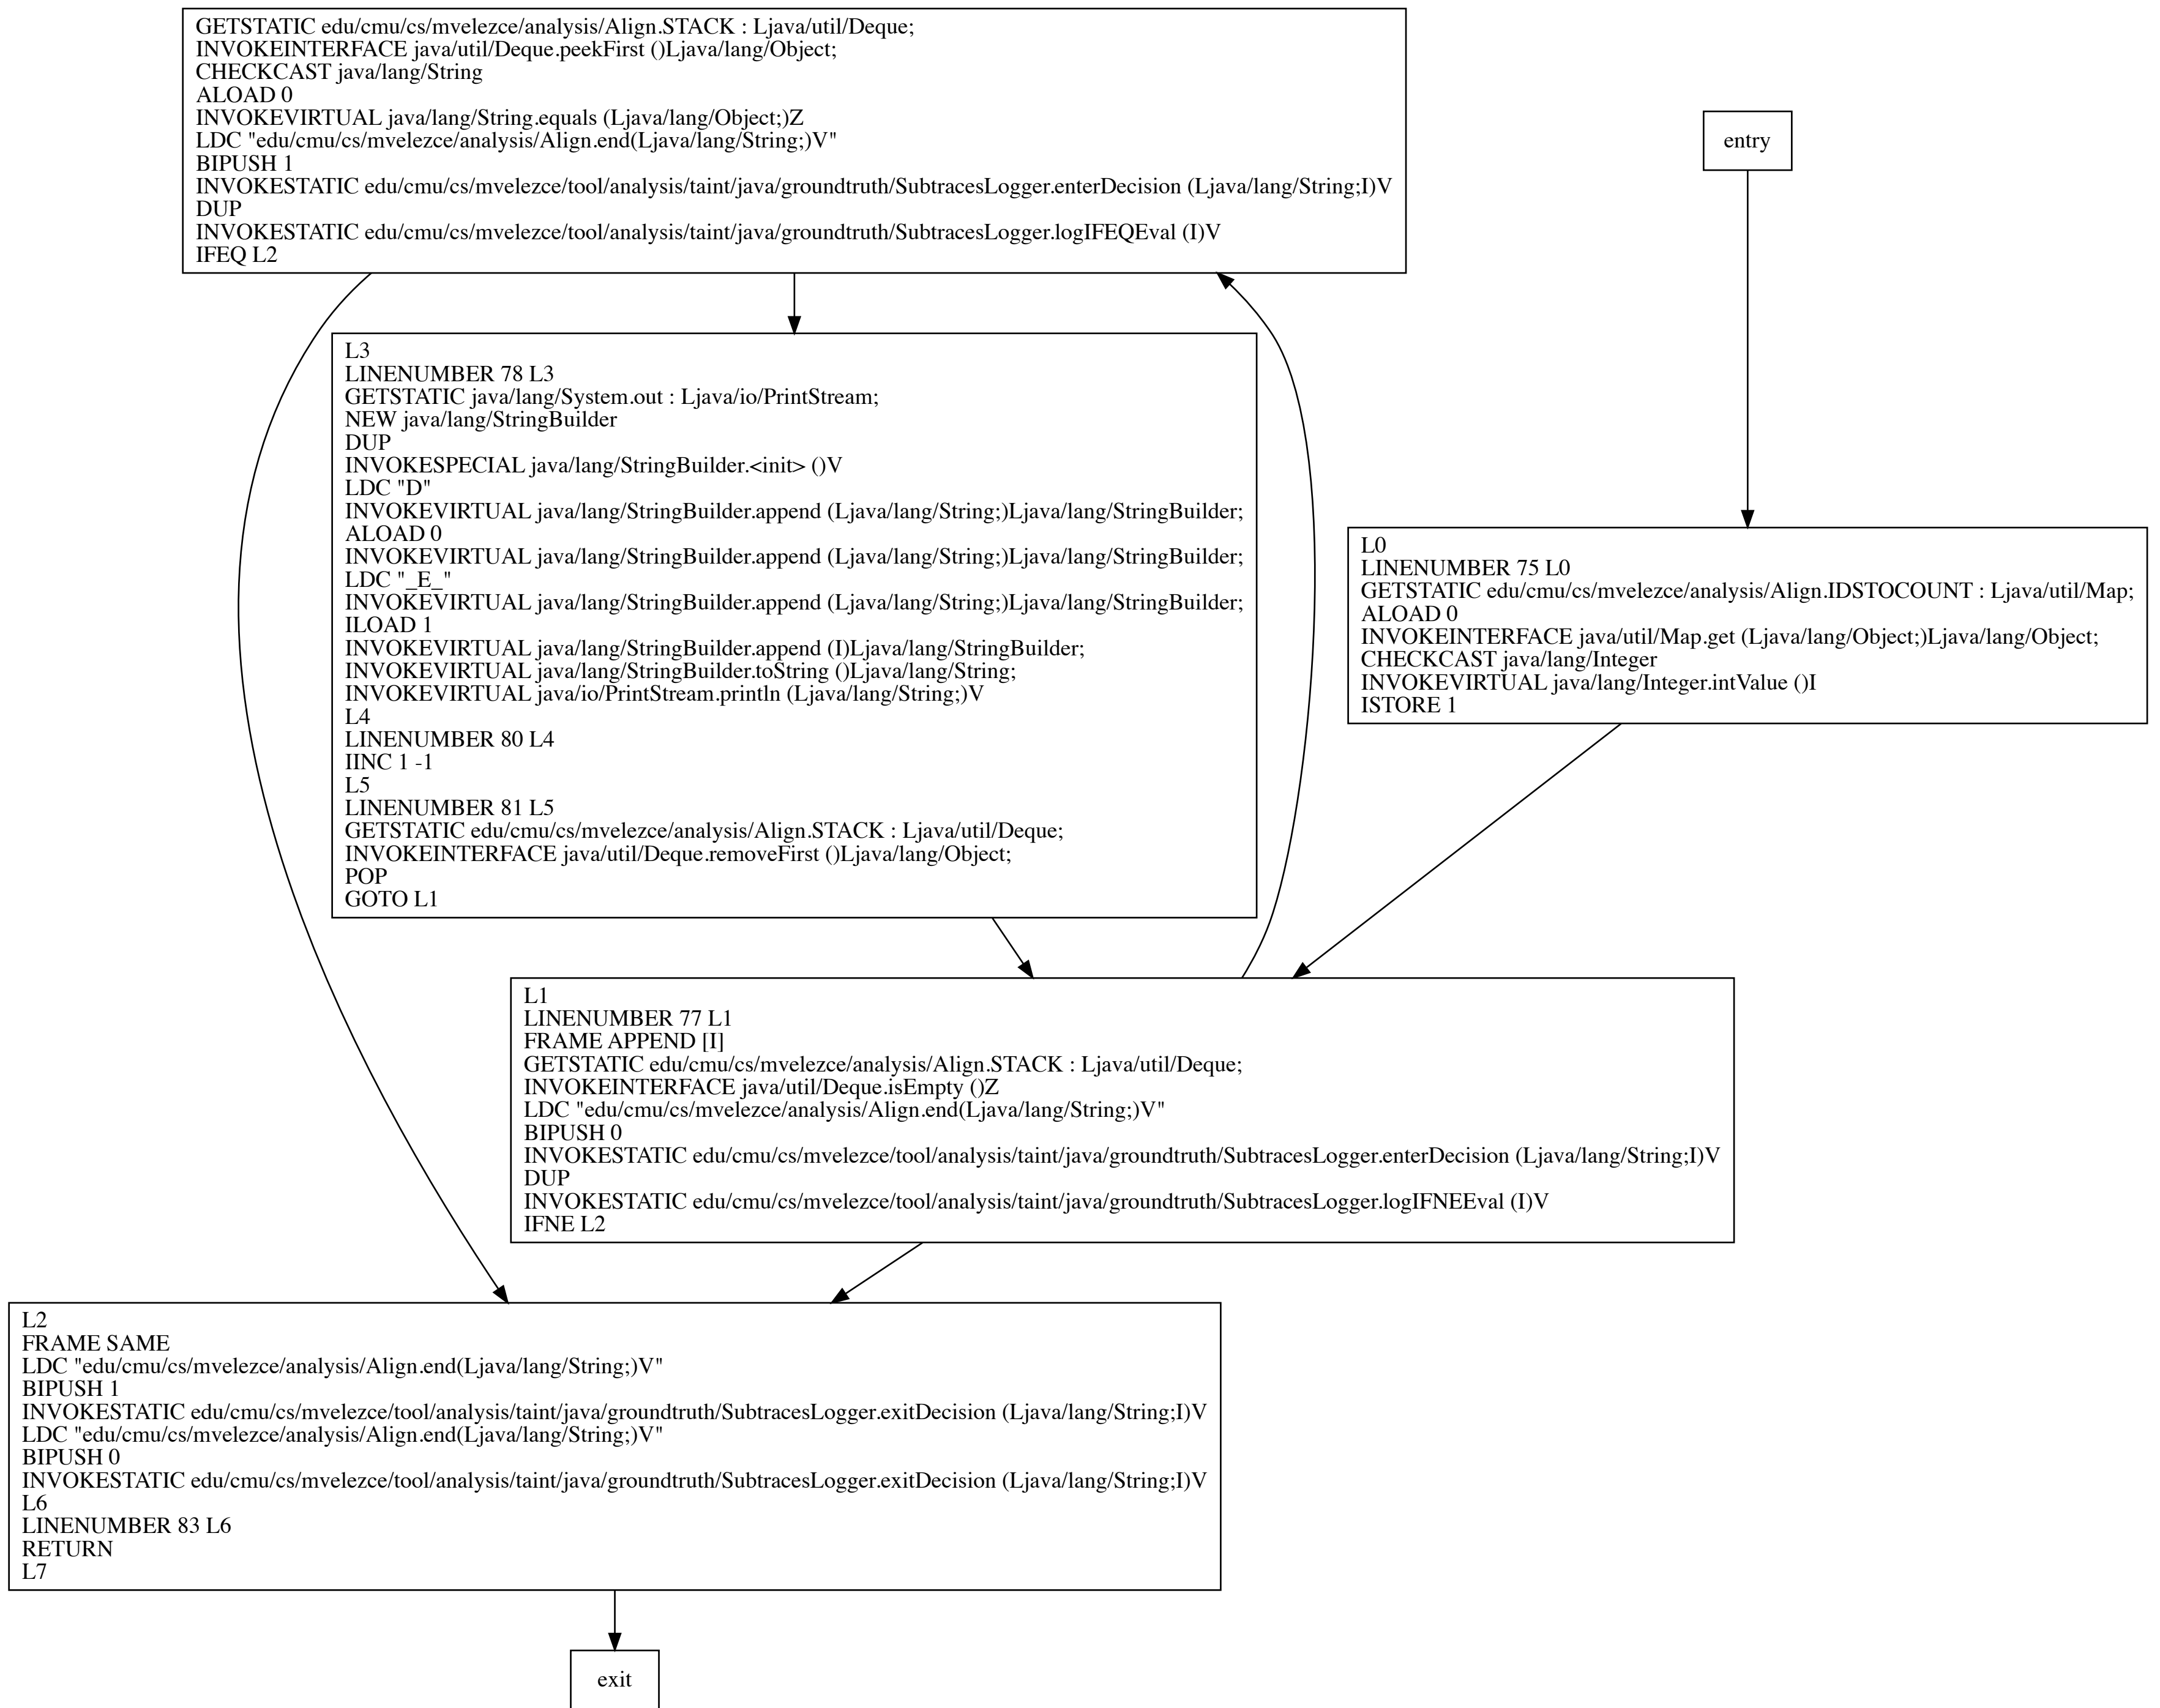 GETSTATIC edu/cmu/cs/mvelezce/analysis/Align.STACK : Ljava/util/Deque;
INVOKEINTERFACE java/util/Deque.peekFirst ()Ljava/lang/Object;
CHECKCAST java/lang/String
ALOAD 0
INVOKEVIRTUAL java/lang/String.equals (Ljava/lang/Object;)Z
LDC "edu/cmu/cs/mvelezce/analysis/Align.end(Ljava/lang/String;)V"
BIPUSH 1
INVOKESTATIC edu/cmu/cs/mvelezce/tool/analysis/taint/java/groundtruth/SubtracesLogger.enterDecision (Ljava/lang/String;I)V
DUP
INVOKESTATIC edu/cmu/cs/mvelezce/tool/analysis/taint/java/groundtruth/SubtracesLogger.logIFEQEval (I)V
IFEQ L2
entry
L3
LINENUMBER 78 L3
GETSTATIC java/lang/System.out : Ljava/io/PrintStream;
NEW java/lang/StringBuilder
DUP
INVOKESPECIAL java/lang/StringBuilder.<init> ()V
LDC "D"
INVOKEVIRTUAL java/lang/StringBuilder.append (Ljava/lang/String;)Ljava/lang/StringBuilder;
ALOAD 0
INVOKEVIRTUAL java/lang/StringBuilder.append (Ljava/lang/String;)Ljava/lang/StringBuilder;
LDC "_E_"
INVOKEVIRTUAL java/lang/StringBuilder.append (Ljava/lang/String;)Ljava/lang/StringBuilder;
ILOAD 1
INVOKEVIRTUAL java/lang/StringBuilder.append (I)Ljava/lang/StringBuilder;
INVOKEVIRTUAL java/lang/StringBuilder.toString ()Ljava/lang/String;
INVOKEVIRTUAL java/io/PrintStream.println (Ljava/lang/String;)V
L4
LINENUMBER 80 L4
IINC 1 -1
L5
LINENUMBER 81 L5
GETSTATIC edu/cmu/cs/mvelezce/analysis/Align.STACK : Ljava/util/Deque;
INVOKEINTERFACE java/util/Deque.removeFirst ()Ljava/lang/Object;
POP
GOTO L1
L0
LINENUMBER 75 L0
GETSTATIC edu/cmu/cs/mvelezce/analysis/Align.IDSTOCOUNT : Ljava/util/Map;
ALOAD 0
INVOKEINTERFACE java/util/Map.get (Ljava/lang/Object;)Ljava/lang/Object;
CHECKCAST java/lang/Integer
INVOKEVIRTUAL java/lang/Integer.intValue ()I
ISTORE 1
L1
LINENUMBER 77 L1
FRAME APPEND [I]
GETSTATIC edu/cmu/cs/mvelezce/analysis/Align.STACK : Ljava/util/Deque;
INVOKEINTERFACE java/util/Deque.isEmpty ()Z
LDC "edu/cmu/cs/mvelezce/analysis/Align.end(Ljava/lang/String;)V"
BIPUSH 0
INVOKESTATIC edu/cmu/cs/mvelezce/tool/analysis/taint/java/groundtruth/SubtracesLogger.enterDecision (Ljava/lang/String;I)V
DUP
INVOKESTATIC edu/cmu/cs/mvelezce/tool/analysis/taint/java/groundtruth/SubtracesLogger.logIFNEEval (I)V
IFNE L2
L2
FRAME SAME
LDC "edu/cmu/cs/mvelezce/analysis/Align.end(Ljava/lang/String;)V"
BIPUSH 1
INVOKESTATIC edu/cmu/cs/mvelezce/tool/analysis/taint/java/groundtruth/SubtracesLogger.exitDecision (Ljava/lang/String;I)V
LDC "edu/cmu/cs/mvelezce/analysis/Align.end(Ljava/lang/String;)V"
BIPUSH 0
INVOKESTATIC edu/cmu/cs/mvelezce/tool/analysis/taint/java/groundtruth/SubtracesLogger.exitDecision (Ljava/lang/String;I)V
L6
LINENUMBER 83 L6
RETURN
L7
exit